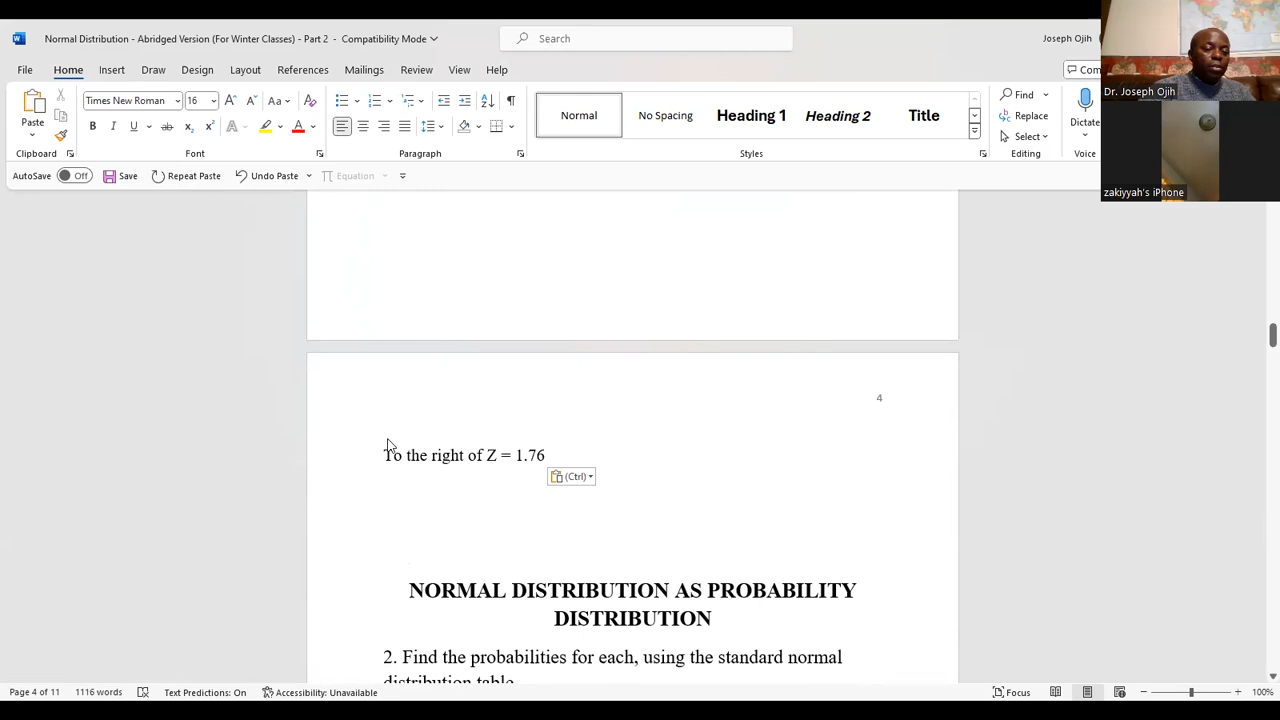 Normal Distribution - Abridged Version (For Winter Classes) - Part 2 - Compatibility Mode
Search
Joseph Ojih
File Home Insert Draw Design Layout References Mailings Review View Help
Com
Paste
Times New Roman 16
Normal
No Spacing
Heading 1
Heading 2
Title
Find
Replace
Select
Dictate
Clipboard
Font
Paragraph
Styles
Editing
Voice
AutoSave Off Save Repeat Paste Undo Paste Equation
Dr. Joseph Ojih
zakiyyah's iPhone
4
To the right of Z = 1.76
(Ctrl)
NORMAL DISTRIBUTION AS PROBABILITY
DISTRIBUTION
2. Find the probabilities for each, using the standard normal
distribution table
Page 4 of 11 1116 words Text Predictions: On Accessibility: Unavailable Focus 100%